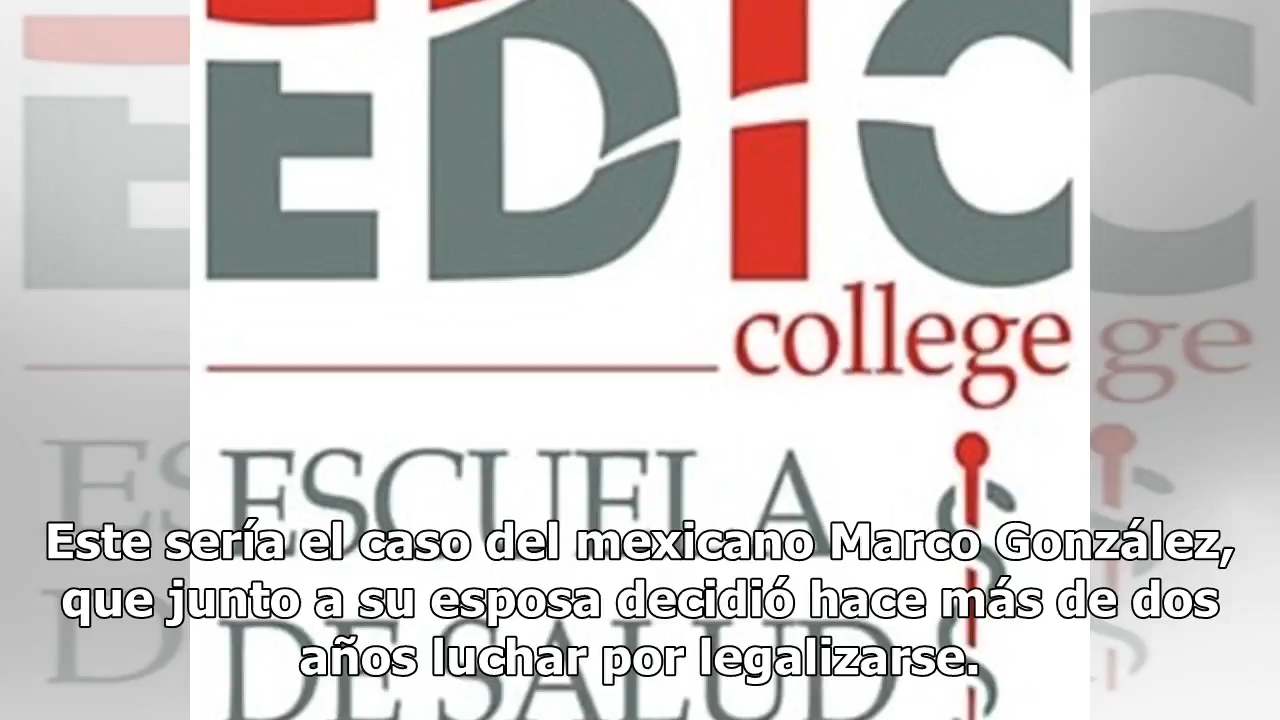 EDIC
college
ESCUELA
DE SALUD
Este sería el caso del mexicano Marco González,
que junto a su esposa decidió hace más de dos
años luchar por legalizarse.